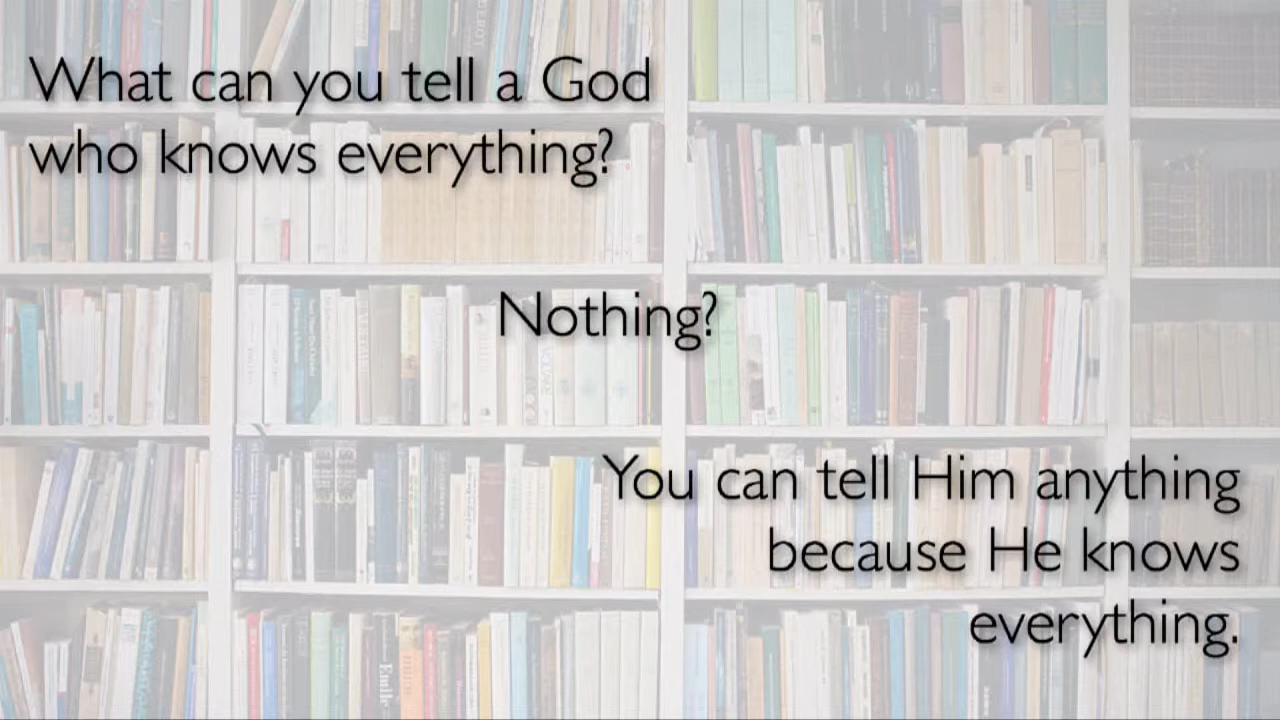 What can you tell a God
who knows everything?
Nothing?
You can tell Him anything
because He knows
everything.